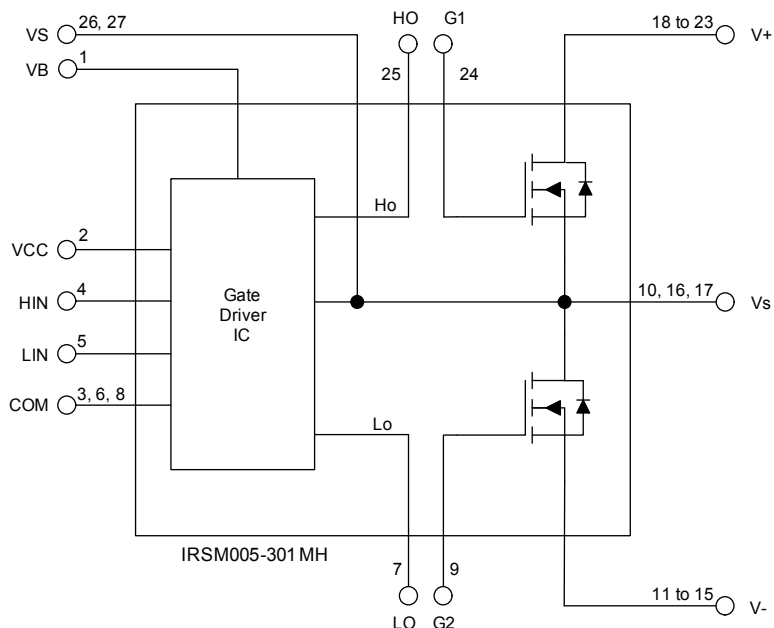 26, 27
HO
G1
18 to 23
VS
V+
1
VB
25
24
Ho
2
VCC
4
HIN
Gate
Driver
IC
10, 16, 17
Vs
5
LIN
3, 6, 8
COM
Lo
IRSM005-301MH
7
9
11 to 15
V-
LO
G2